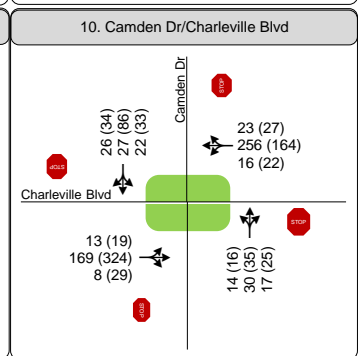 10. Camden Dr/Charleville Blvd
Camden Dr
STOP
26 (34)
27 (86)
22 (33)
23 (27)
256 (164)
16 (22)
STOP
Charleville Blvd
STOP
13 (19)
169 (324)
8 (29)
14 (16)
30 (35)
17 (25)
STOP